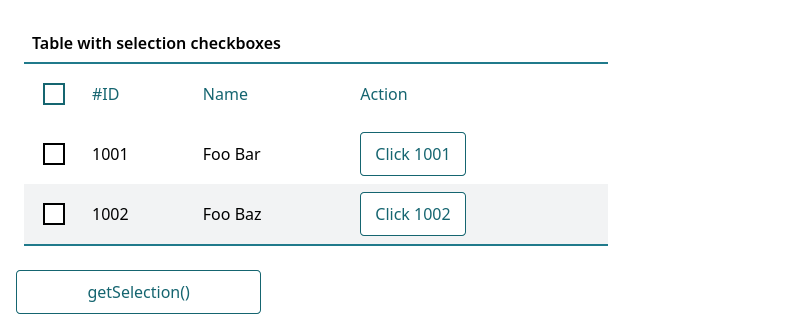 Table with selection checkboxes
#ID Name Action
1001 Foo Bar Click 1001
1002 Foo Baz Click 1002
getSelection()